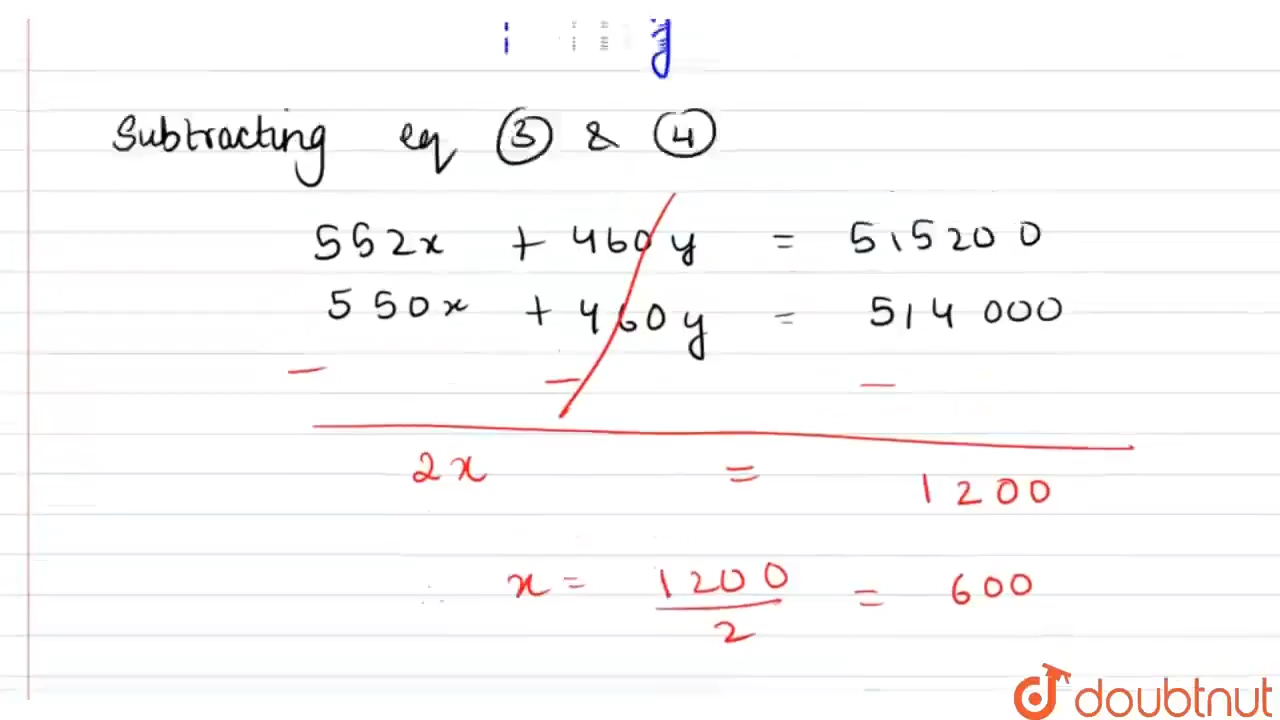 Subtracting eq ③ & ④
552x + 460y = 515200
550x + 460y = 514000
– – –
2x = 1200
x = 1200/2 = 600
doubtnut